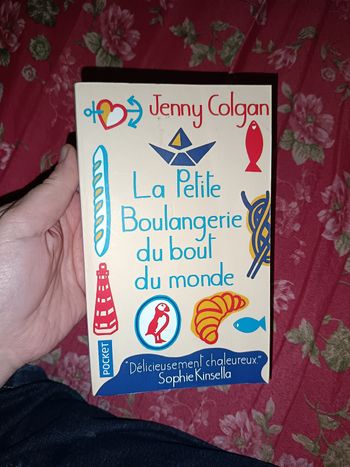 Jenny Colgan
La Petite
Boulangerie
du bout
du monde
POCKET
"Délicieusement chaleureux."
Sophie Kinsella